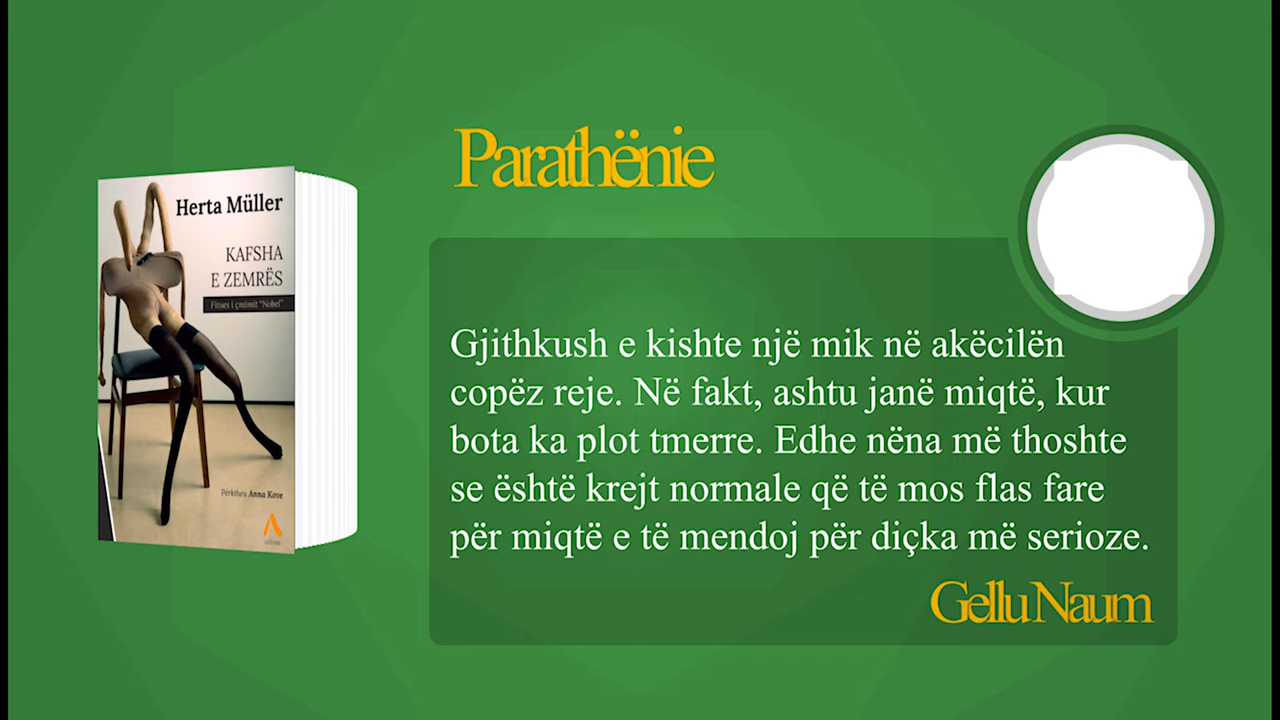 Parathënie
Herta Müller
KAFSHA
E ZEMRËS
Fitues i çmimit "Nobel"
Përktheu Anna Kove
Gjithkush e kishte një mik në akëcilën
copëz reje. Në fakt, ashtu janë miqtë, kur
bota ka plot tmerre. Edhe nëna më thoshte
se është krejt normale që të mos flas fare
për miqtë e të mendoj për diçka më serioze.
Gellu Naum